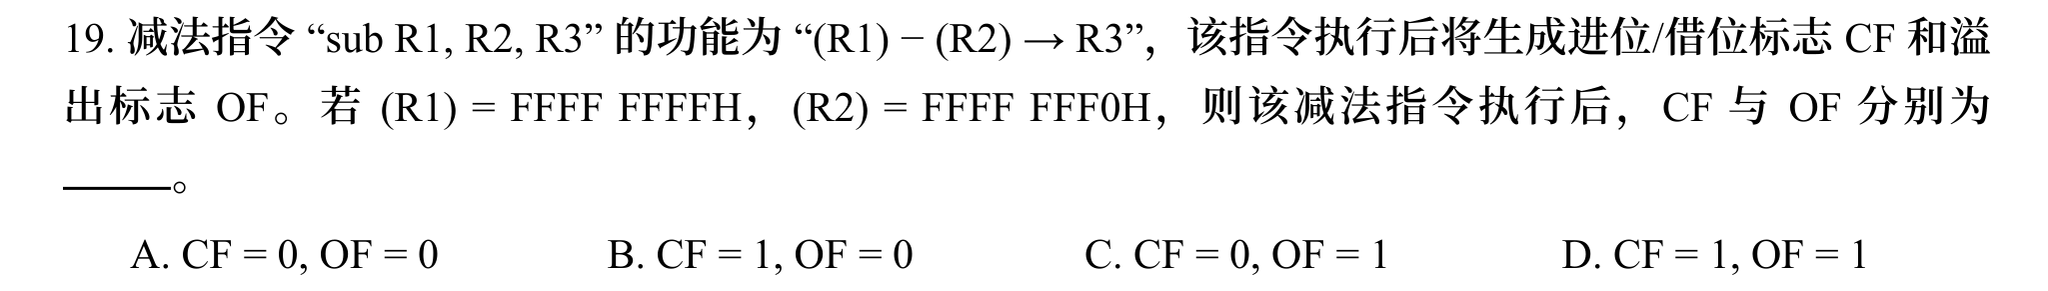 19. 减法指令 “sub R1, R2, R3” 的功能为 “(R1) − (R2) → R3”，该指令执行后将生成进位/借位标志 CF 和溢
出标志 OF。若 (R1) = FFFF FFFFH，(R2) = FFFF FFF0H，则该减法指令执行后，CF 与 OF 分别为
______。
A. CF = 0, OF = 0 B. CF = 1, OF = 0 C. CF = 0, OF = 1 D. CF = 1, OF = 1